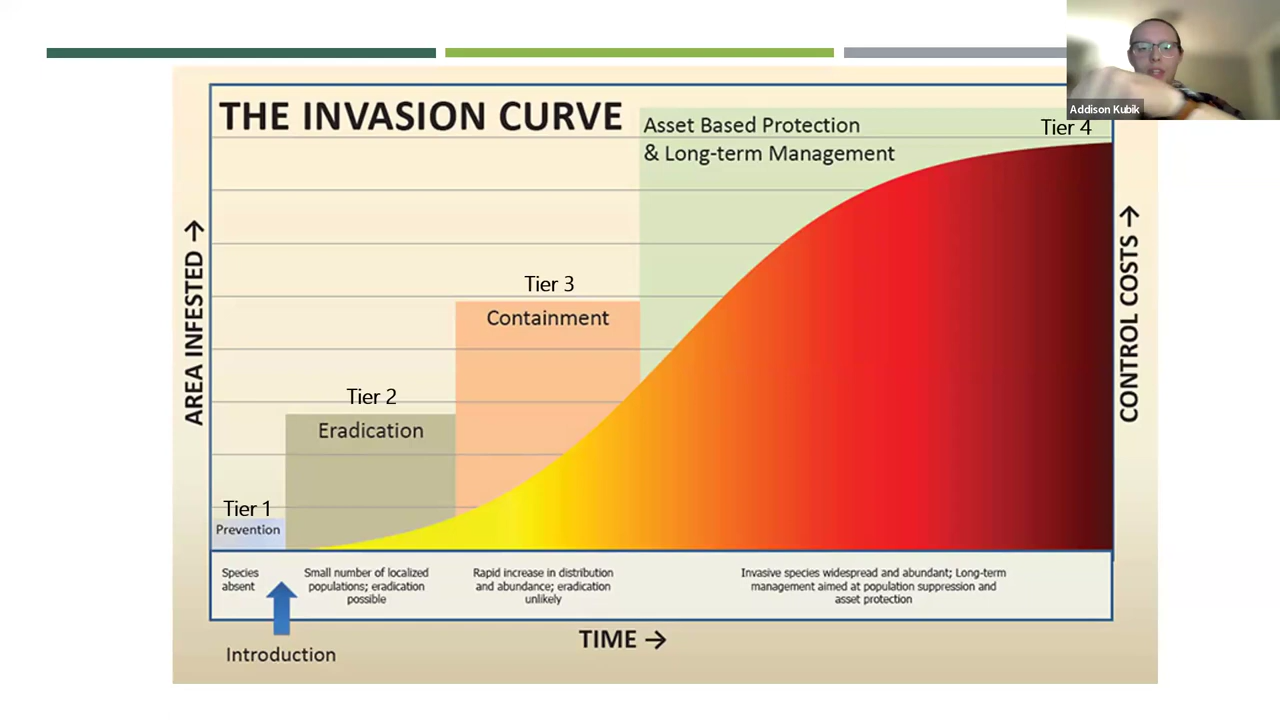 Addison Kubik
THE INVASION CURVE
Asset Based Protection
& Long-term Management
Tier 4
Tier 3
Containment
Tier 2
Eradication
Tier 1
Prevention
AREA INFESTED →
CONTROL COSTS →
Species
absent
Small number of localized
populations; eradication
possible
Rapid increase in distribution
and abundance; eradication
unlikely
Invasive species widespread and abundant; Long-term
management aimed at population suppression and
asset protection
Introduction
TIME →